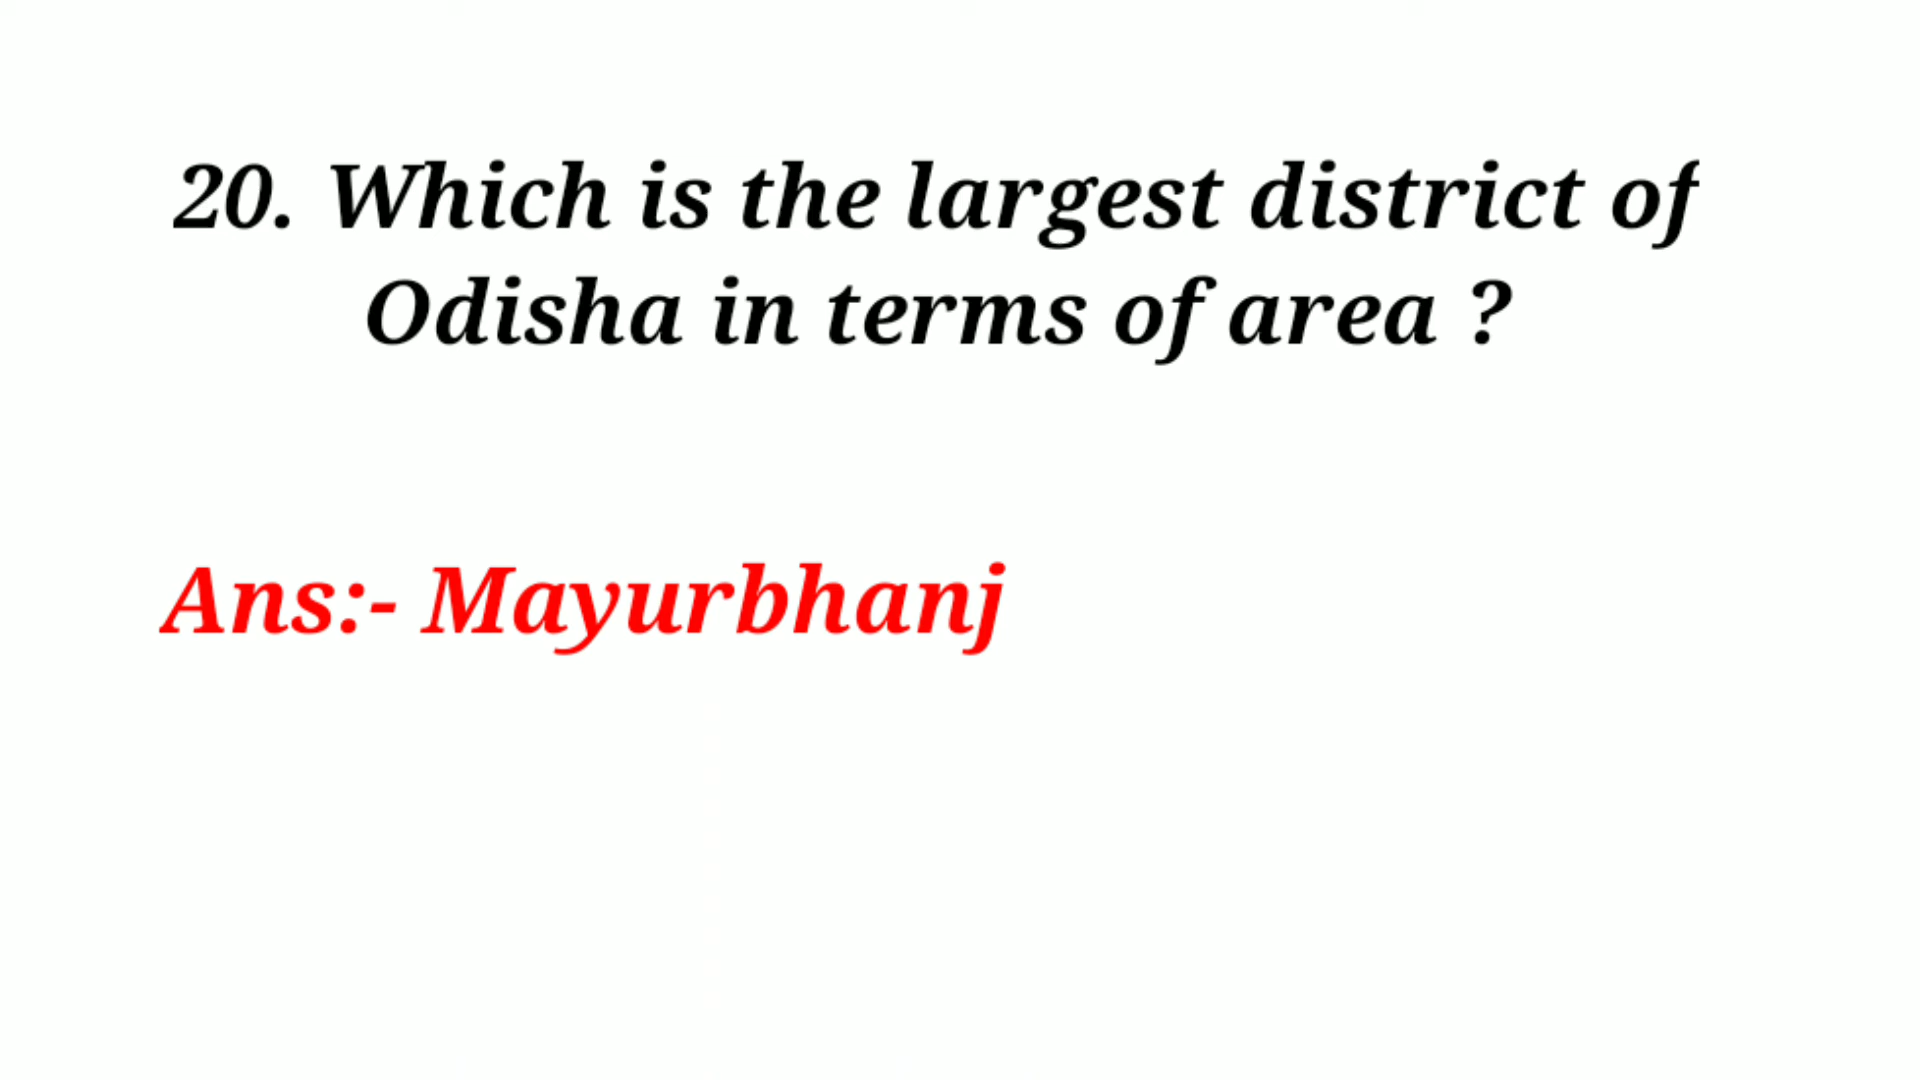 20. Which is the largest district of
Odisha in terms of area ?
Ans:- Mayurbhanj